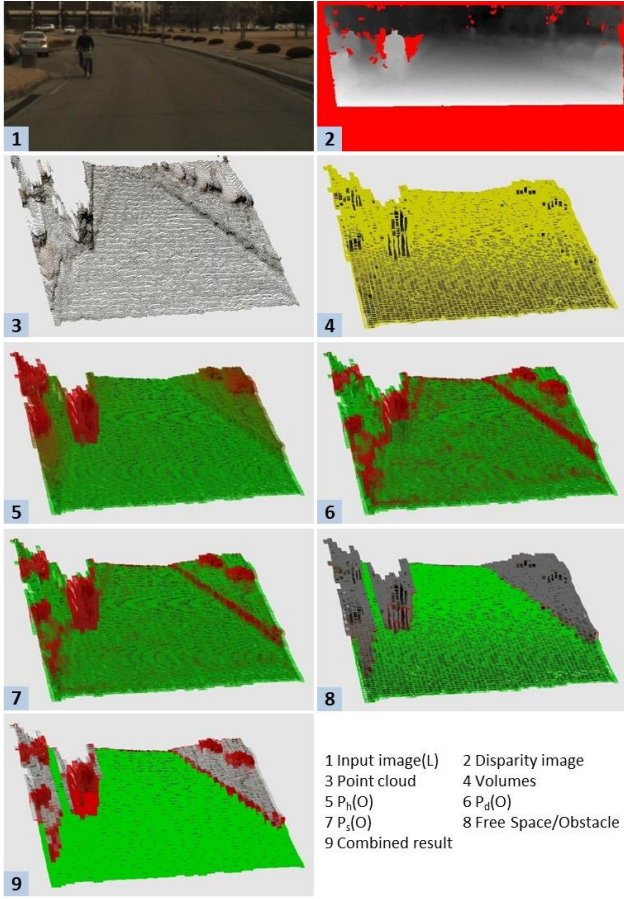 1
2
3
4
5
6
7
8
9
1 Input image(L) 2 Disparity image
3 Point cloud 4 Volumes
5 Ph(O) 6 Pd(O)
7 Ps(O) 8 Free Space/Obstacle
9 Combined result